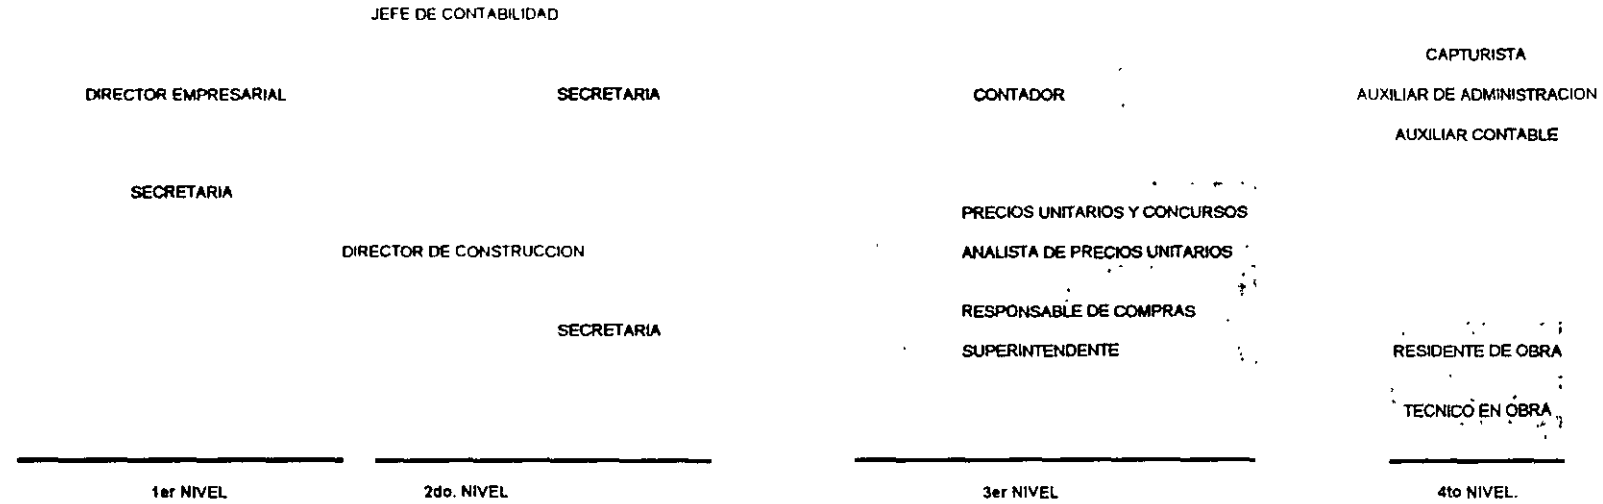 JEFE DE CONTABILIDAD
CAPTURISTA
DIRECTOR EMPRESARIAL SECRETARIA CONTADOR AUXILIAR DE ADMINISTRACION
AUXILIAR CONTABLE
SECRETARIA
PRECIOS UNITARIOS Y CONCURSOS
DIRECTOR DE CONSTRUCCION ANALISTA DE PRECIOS UNITARIOS
RESPONSABLE DE COMPRAS
SECRETARIA
SUPERINTENDENTE RESIDENTE DE OBRA
TECNICO EN OBRA
1er NIVEL 2do. NIVEL 3er NIVEL 4to NIVEL.